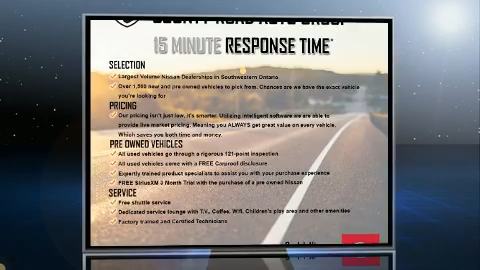 COUNTY ROAD AUTO GROUP
15 MINUTE RESPONSE TIME*
SELECTION
Largest Volume Nissan Dealerships in Southwestern Ontario
Over 1,500 new and pre owned vehicles to pick from. Chances are we have the exact vehicle
you're looking for
PRICING
Our pricing isn't just low, it's smarter. Utilizing intelligent software we are able to
provide live market pricing. Meaning you ALWAYS get great value on every vehicle.
Which saves you both time and money.
PRE OWNED VEHICLES
All used vehicles go through a rigorous 121-point inspection
All used vehicles come with a FREE Carproof disclosure
Expertly trained product specialists to assist you with your purchase experience
FREE SiriusXM 3 Month Trial with the purchase of a pre owned Nissan
SERVICE
Free shuttle service
Dedicated service lounge with T.V., Coffee, Wifi, Children's play area and other amenities
Factory trained and Certified Technicians